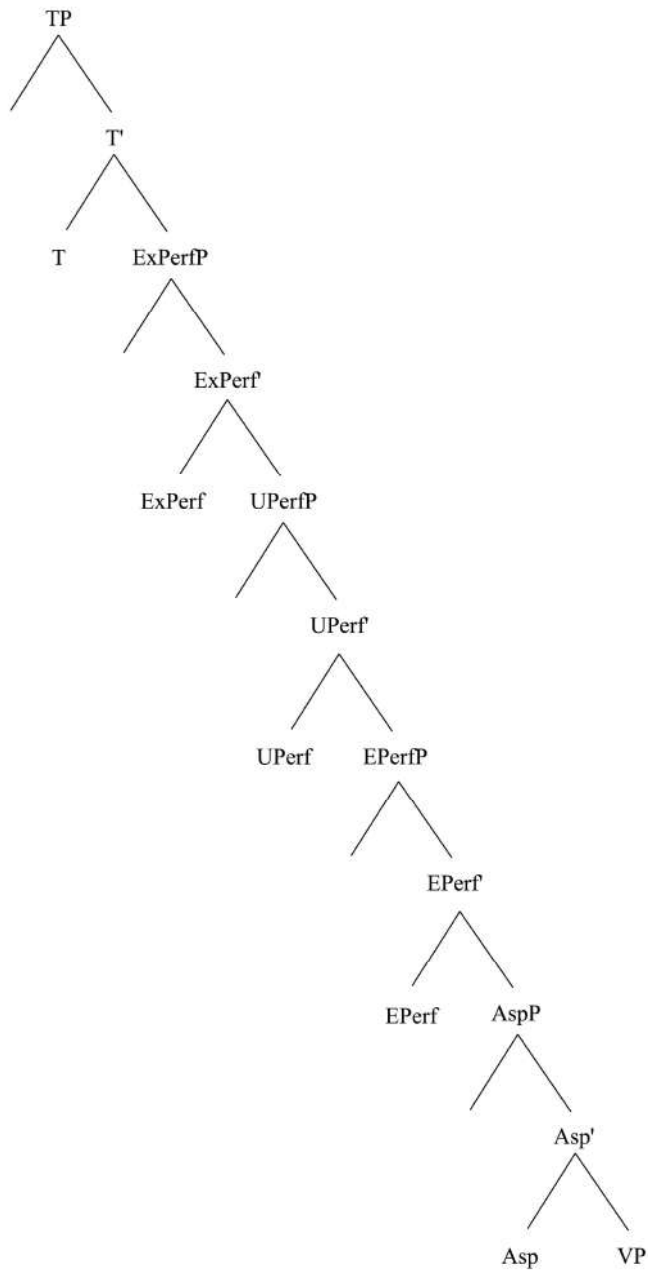 TP
T'
T ExPerfP
ExPerf'
ExPerf UPerfP
UPerf'
UPerf EPerfP
EPerf'
EPerf AspP
Asp'
Asp VP